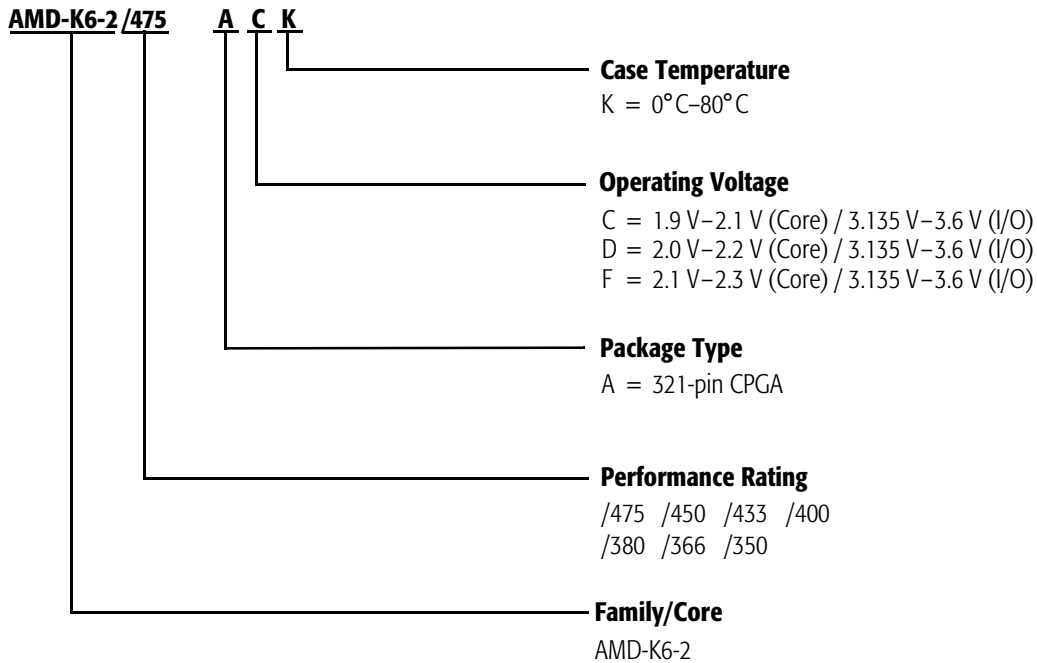 AMD-K6-2 /475 A C K
Case Temperature
K = 0°C–80°C
Operating Voltage
C = 1.9 V–2.1 V (Core) / 3.135 V–3.6 V (I/O)
D = 2.0 V–2.2 V (Core) / 3.135 V–3.6 V (I/O)
F = 2.1 V–2.3 V (Core) / 3.135 V–3.6 V (I/O)
Package Type
A = 321-pin CPGA
Performance Rating
/475 /450 /433 /400
/380 /366 /350
Family/Core
AMD-K6-2